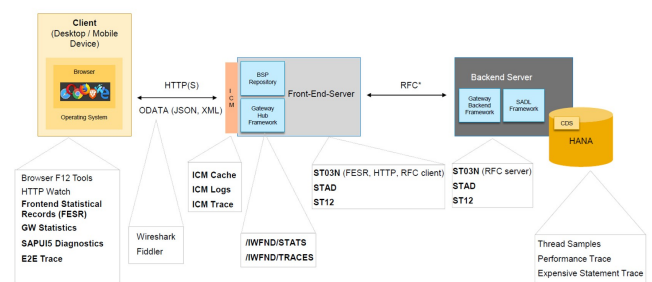 Client
(Desktop / Mobile
Device)
Browser
Operating System
HTTP(S)
ODATA (JSON, XML)
ICM
BSP
Repository
Gateway
Hub
Framework
Front-End-Server
RFC*
Backend Server
Gateway
Backend
Framework
SADL
Framework
CDS
HANA
Browser F12 Tools
HTTP Watch
Frontend Statistical
Records (FESR)
GW Statistics
SAPUI5 Diagnostics
E2E Trace
Wireshark
Fiddler
ICM Cache
ICM Logs
ICM Trace
/IWFND/STATS
/IWFND/TRACES
ST03N (FESR, HTTP, RFC client)
STAD
ST12
ST03N (RFC server)
STAD
ST12
Thread Samples
Performance Trace
Expensive Statement Trace